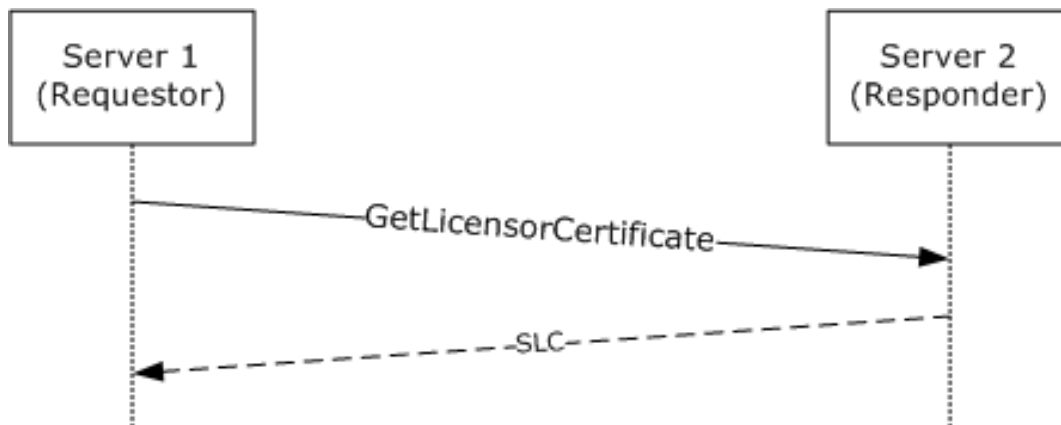 Server 1
(Requestor)
Server 2
(Responder)
GetLicensorCertificate
SLC